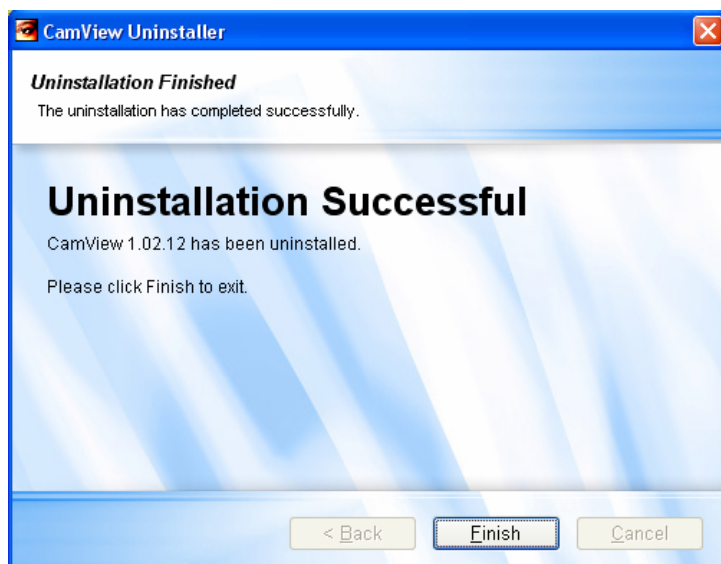 CamView Uninstaller
Uninstallation Finished
The uninstallation has completed successfully.
Uninstallation Successful
CamView 1.02.12 has been uninstalled.
Please click Finish to exit.
< Back Finish Cancel